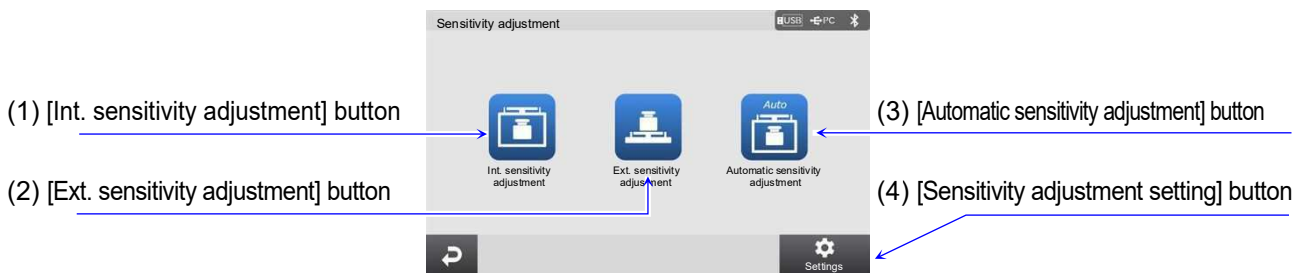 Sensitivity adjustment
USB PC
(1) [Int. sensitivity adjustment] button
(3) [Automatic sensitivity adjustment] button
Auto
Int. sensitivity
adjustment
Ext. sensitivity
adjustment
Automatic sensitivity
adjustment
(2) [Ext. sensitivity adjustment] button
(4) [Sensitivity adjustment setting] button
Settings